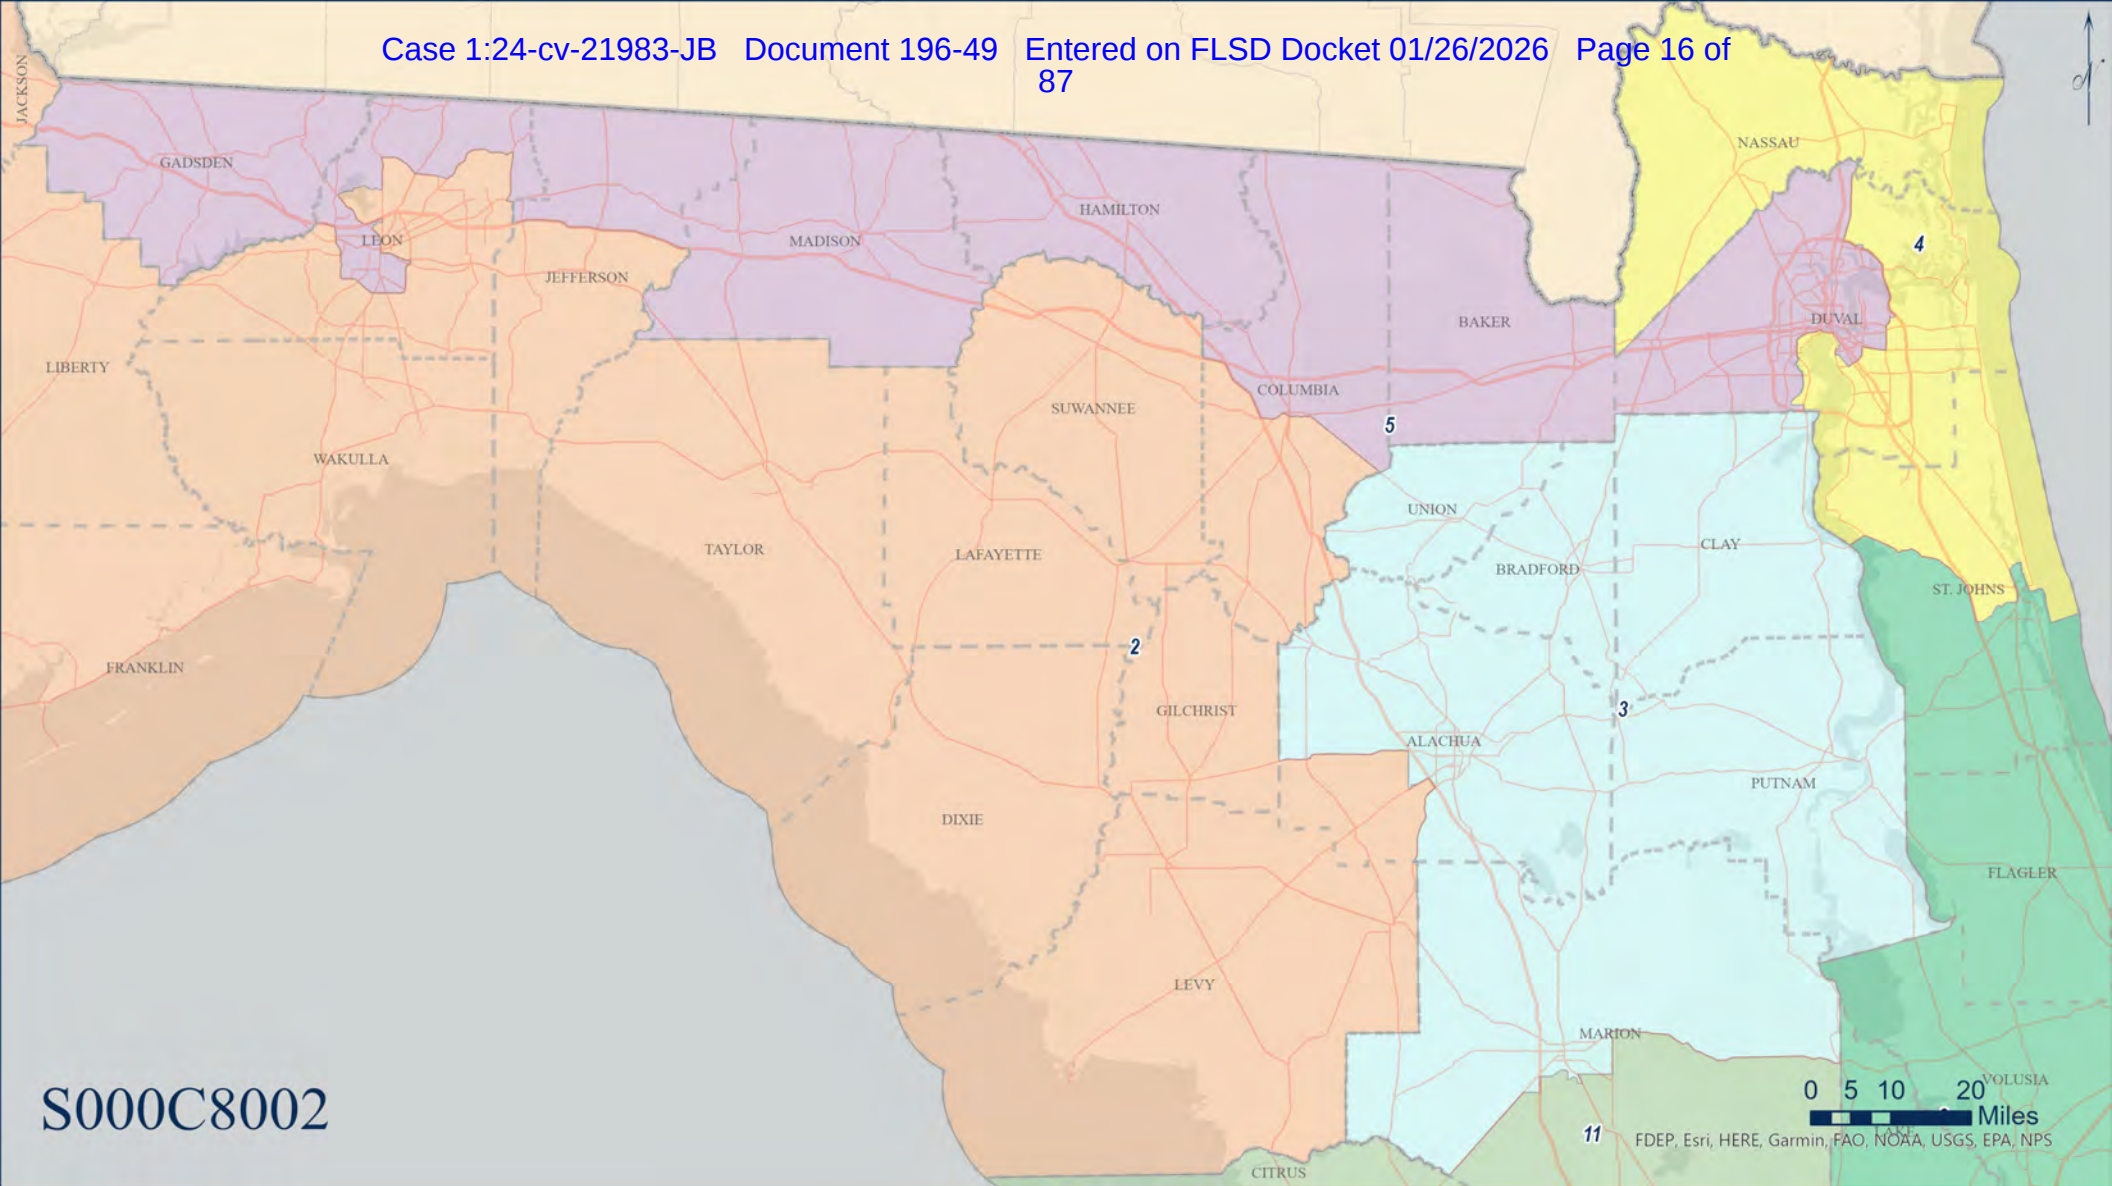 Case 1:24-cv-21983-JB Document 196-49 Entered on FLSD Docket 01/26/2026 Page 16 of
87
N
JACKSON
NASSAU
GADSDEN
HAMILTON
LEON
MADISON
4
JEFFERSON
BAKER
DUVAL
LIBERTY
COLUMBIA
SUWANNEE
5
WAKULLA
UNION
TAYLOR
LAFAYETTE
CLAY
BRADFORD
ST. JOHNS
2
FRANKLIN
GILCHRIST
3
ALACHUA
PUTNAM
DIXIE
FLAGLER
LEVY
MARION
VOLUSIA
0 5 10 20
Miles
S000C8002
11
LAKE
FDEP, Esri, HERE, Garmin, FAO, NOAA, USGS, EPA, NPS
CITRUS